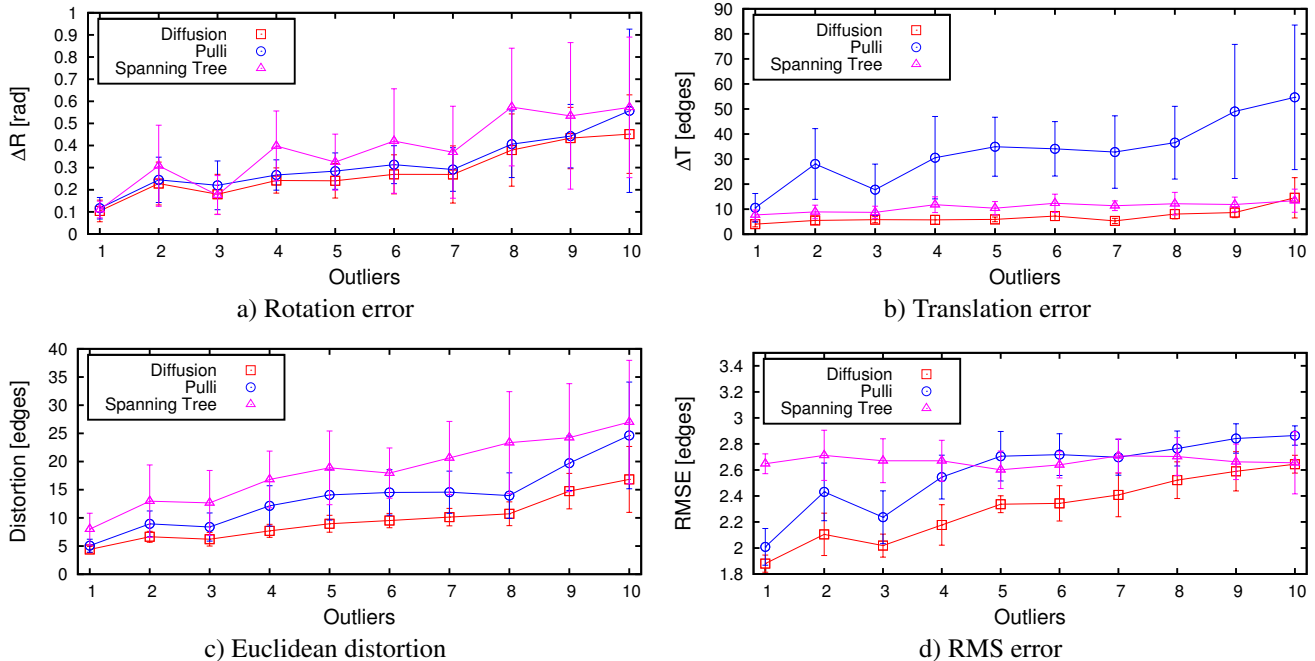 1
0.9
0.8
0.7
0.6
0.5
0.4
0.3
0.2
0.1
0
ΔR [rad]
Diffusion
Pulli
Spanning Tree
1 2 3 4 5 6 7 8 9 10
Outliers
a) Rotation error
90
80
70
60
50
40
30
20
10
0
ΔT [edges]
Diffusion
Pulli
Spanning Tree
1 2 3 4 5 6 7 8 9 10
Outliers
b) Translation error
40
35
30
25
20
15
10
5
0
Distortion [edges]
Diffusion
Pulli
Spanning Tree
1 2 3 4 5 6 7 8 9 10
Outliers
c) Euclidean distortion
3.4
3.2
3
2.8
2.6
2.4
2.2
2
1.8
RMSE [edges]
Diffusion
Pulli
Spanning Tree
1 2 3 4 5 6 7 8 9 10
Outliers
d) RMS error